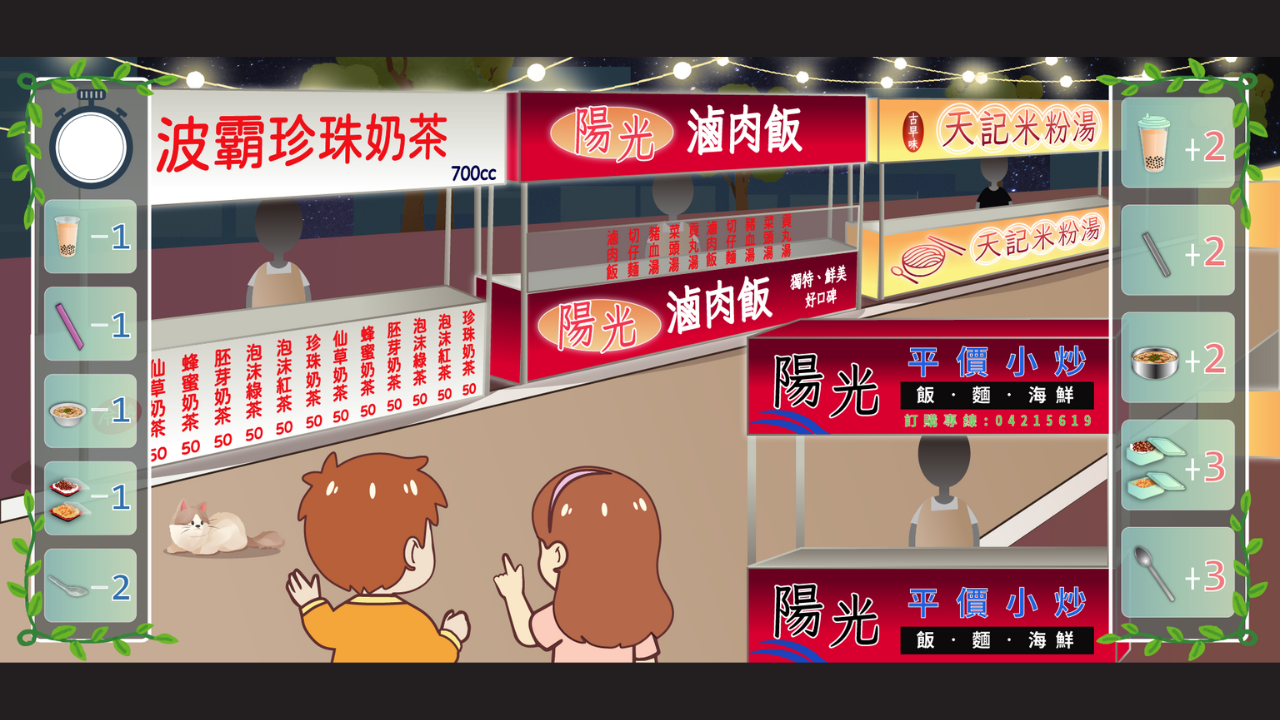 波霸珍珠奶茶
700cc
陽光 滷肉飯
古早味 天記米粉湯
滷肉飯
切仔麵
豬血湯
菜頭湯
貢丸湯
滷肉飯
切仔麵
豬血湯
菜頭湯
貢丸湯
天記米粉湯
陽光 滷肉飯
獨特、鮮美
好口碑
仙草奶茶 50
蜂蜜奶茶 50
胚芽奶茶 50
泡沫綠茶 50
泡沫紅茶 50
珍珠奶茶 50
仙草奶茶 50
蜂蜜奶茶 50
胚芽奶茶 50
泡沫綠茶 50
泡沫紅茶 50
珍珠奶茶 50
陽光 平價小炒
飯·麵·海鮮
訂購專線:04215619
陽光 平價小炒
飯·麵·海鮮
-1
-1
-1
-1
-2
+2
+2
+2
+3
+3